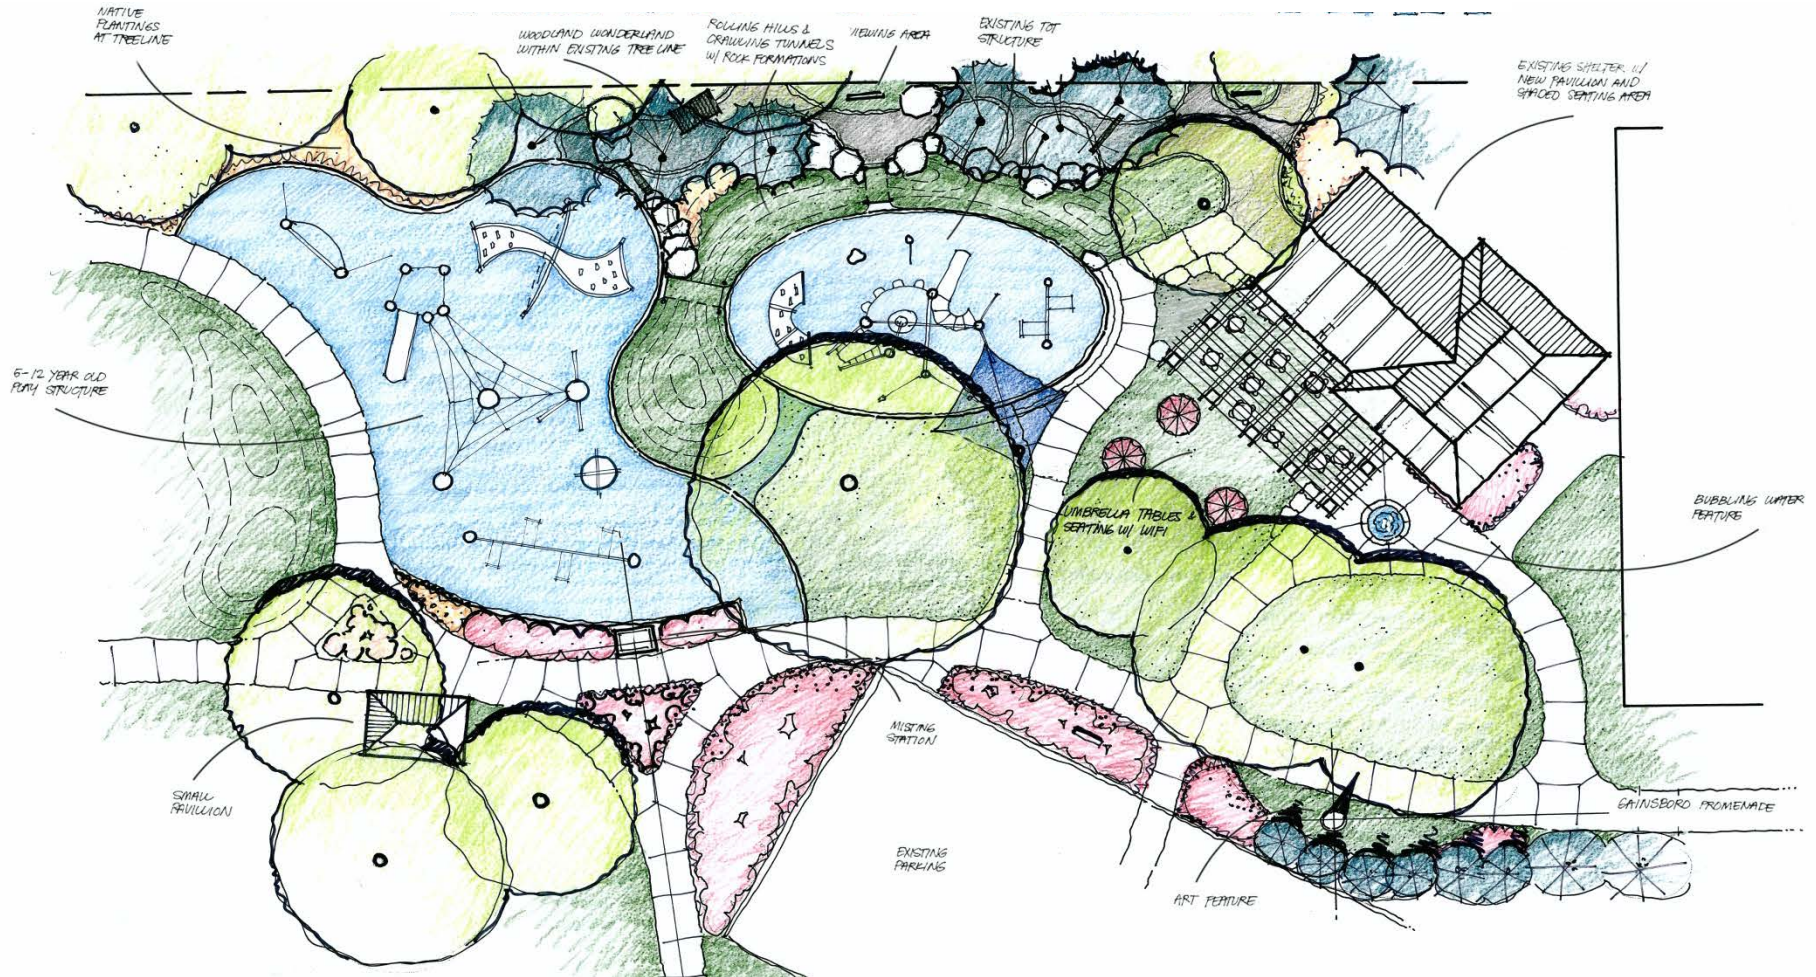 NATIVE
PLANTINGS
AT TREELINE
WOODLAND WONDERLAND
WITHIN EXISTING TREE LINE
ROLLING HILLS &
CRAWLING TUNNELS
W/ ROCK FORMATIONS
VIEWING AREA
EXISTING TOT
STRUCTURE
EXISTING SHELTER W/
NEW PAVILLION AND
SHADED SEATING AREA
5-12 YEAR OLD
PLAY STRUCTURE
UMBRELLA TABLES &
SEATING W/ WIFI
BUBBLING WATER
FEATURE
MISTING
STATION
SMALL
PAVILLION
GAINSBORO PROMENADE
EXISTING
PARKING
ART FEATURE